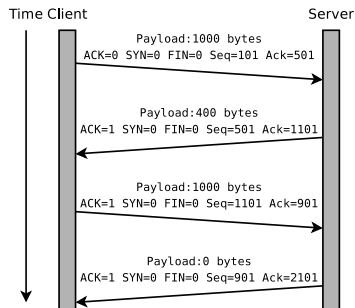 Time Client Server
Payload:1000 bytes
ACK=0 SYN=0 FIN=0 Seq=101 Ack=501
Payload:400 bytes
ACK=1 SYN=0 FIN=0 Seq=501 Ack=1101
Payload:1000 bytes
ACK=1 SYN=0 FIN=0 Seq=1101 Ack=901
Payload:0 bytes
ACK=1 SYN=0 FIN=0 Seq=901 Ack=2101